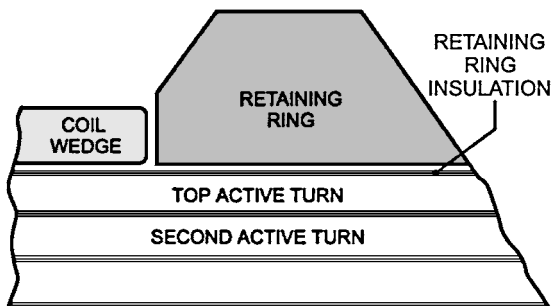 RETAINING
RING
INSULATION
RETAINING
RING
COIL
WEDGE
TOP ACTIVE TURN
SECOND ACTIVE TURN